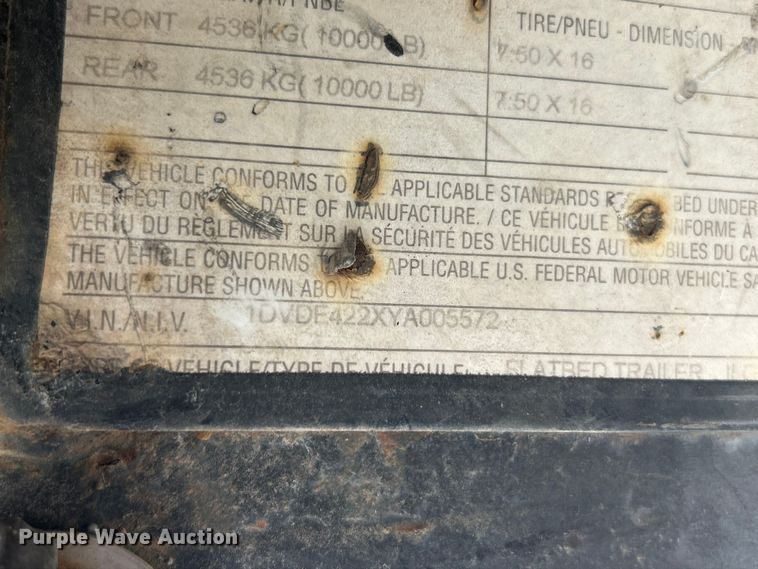 FRONT 4536 KG( 10000 LB)
TIRE/PNEU - DIMENSION
7:50 X 16
REAR 4536 KG( 10000 LB)
7:50 X 16
THE VEHICLE CONFORMS TO APPLICABLE STANDARDS UNDER
IN EFFECT ON DATE OF MANUFACTURE. / CE VÉHICULE À
VERTU DU RÈGLEMENT SUR LA SÉCURITÉ DES VÉHICULES AUTOMOBILES DU
THE VEHICLE CONFORMS APPLICABLE U.S. FEDERAL MOTOR VEHICLE
MANUFACTURE SHOWN ABOVE.
V.I.N./N.I.V. 1DVDF422XYA005572
VEHICLE/TYPE DE VÉHICULE: FLATBED TRAILER
Purple Wave Auction